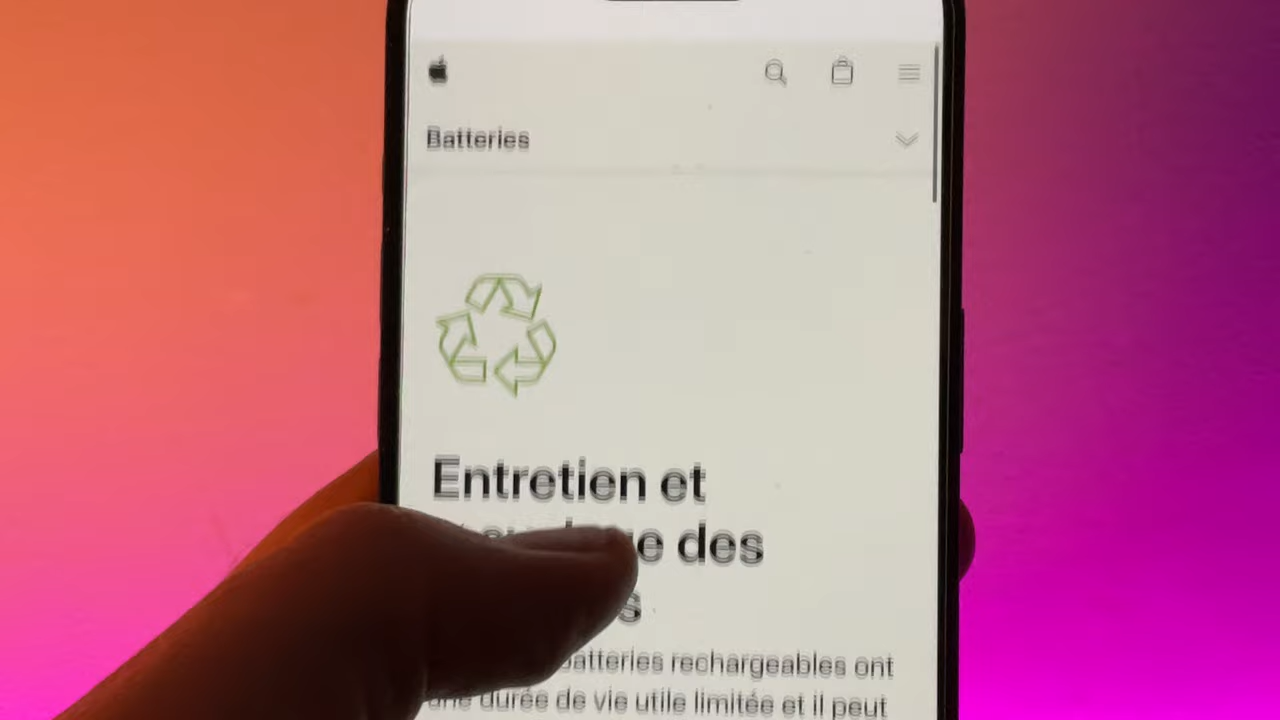 Batteries
Entretien et
des
batteries rechargeables ont
une durée de vie utile limitée et il peut